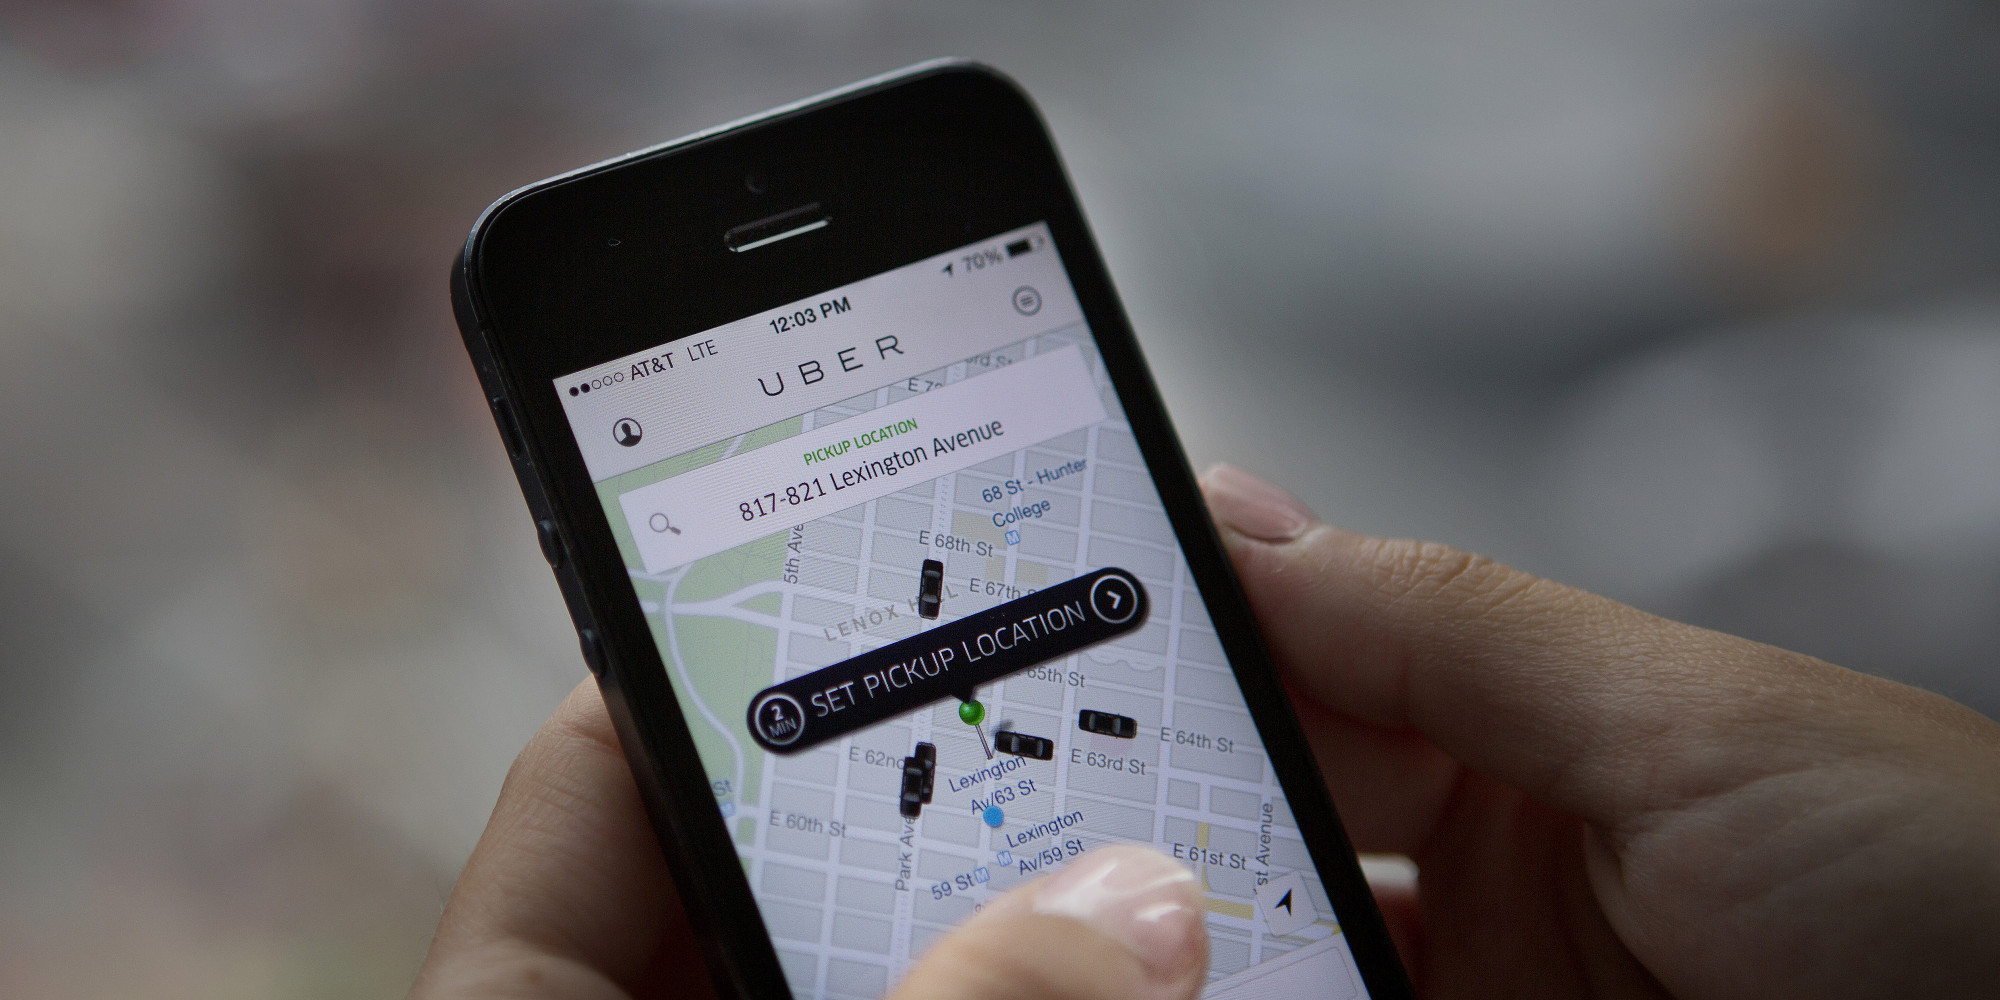 AT&T LTE
12:03 PM
70%
UBER
PICKUP LOCATION
817-821 Lexington Avenue
68 St - Hunter
College
M
5th Ave
E 68th St
E 67th
LENOX
2
MIN
SET PICKUP LOCATION
65th St
E 64th St
E 63rd St
E 62nd
Lexington
Av/63 St
St
E 60th St
Lexington
Av/59 St
M
59 St
M
Park Ave
E 61st St
st Avenue